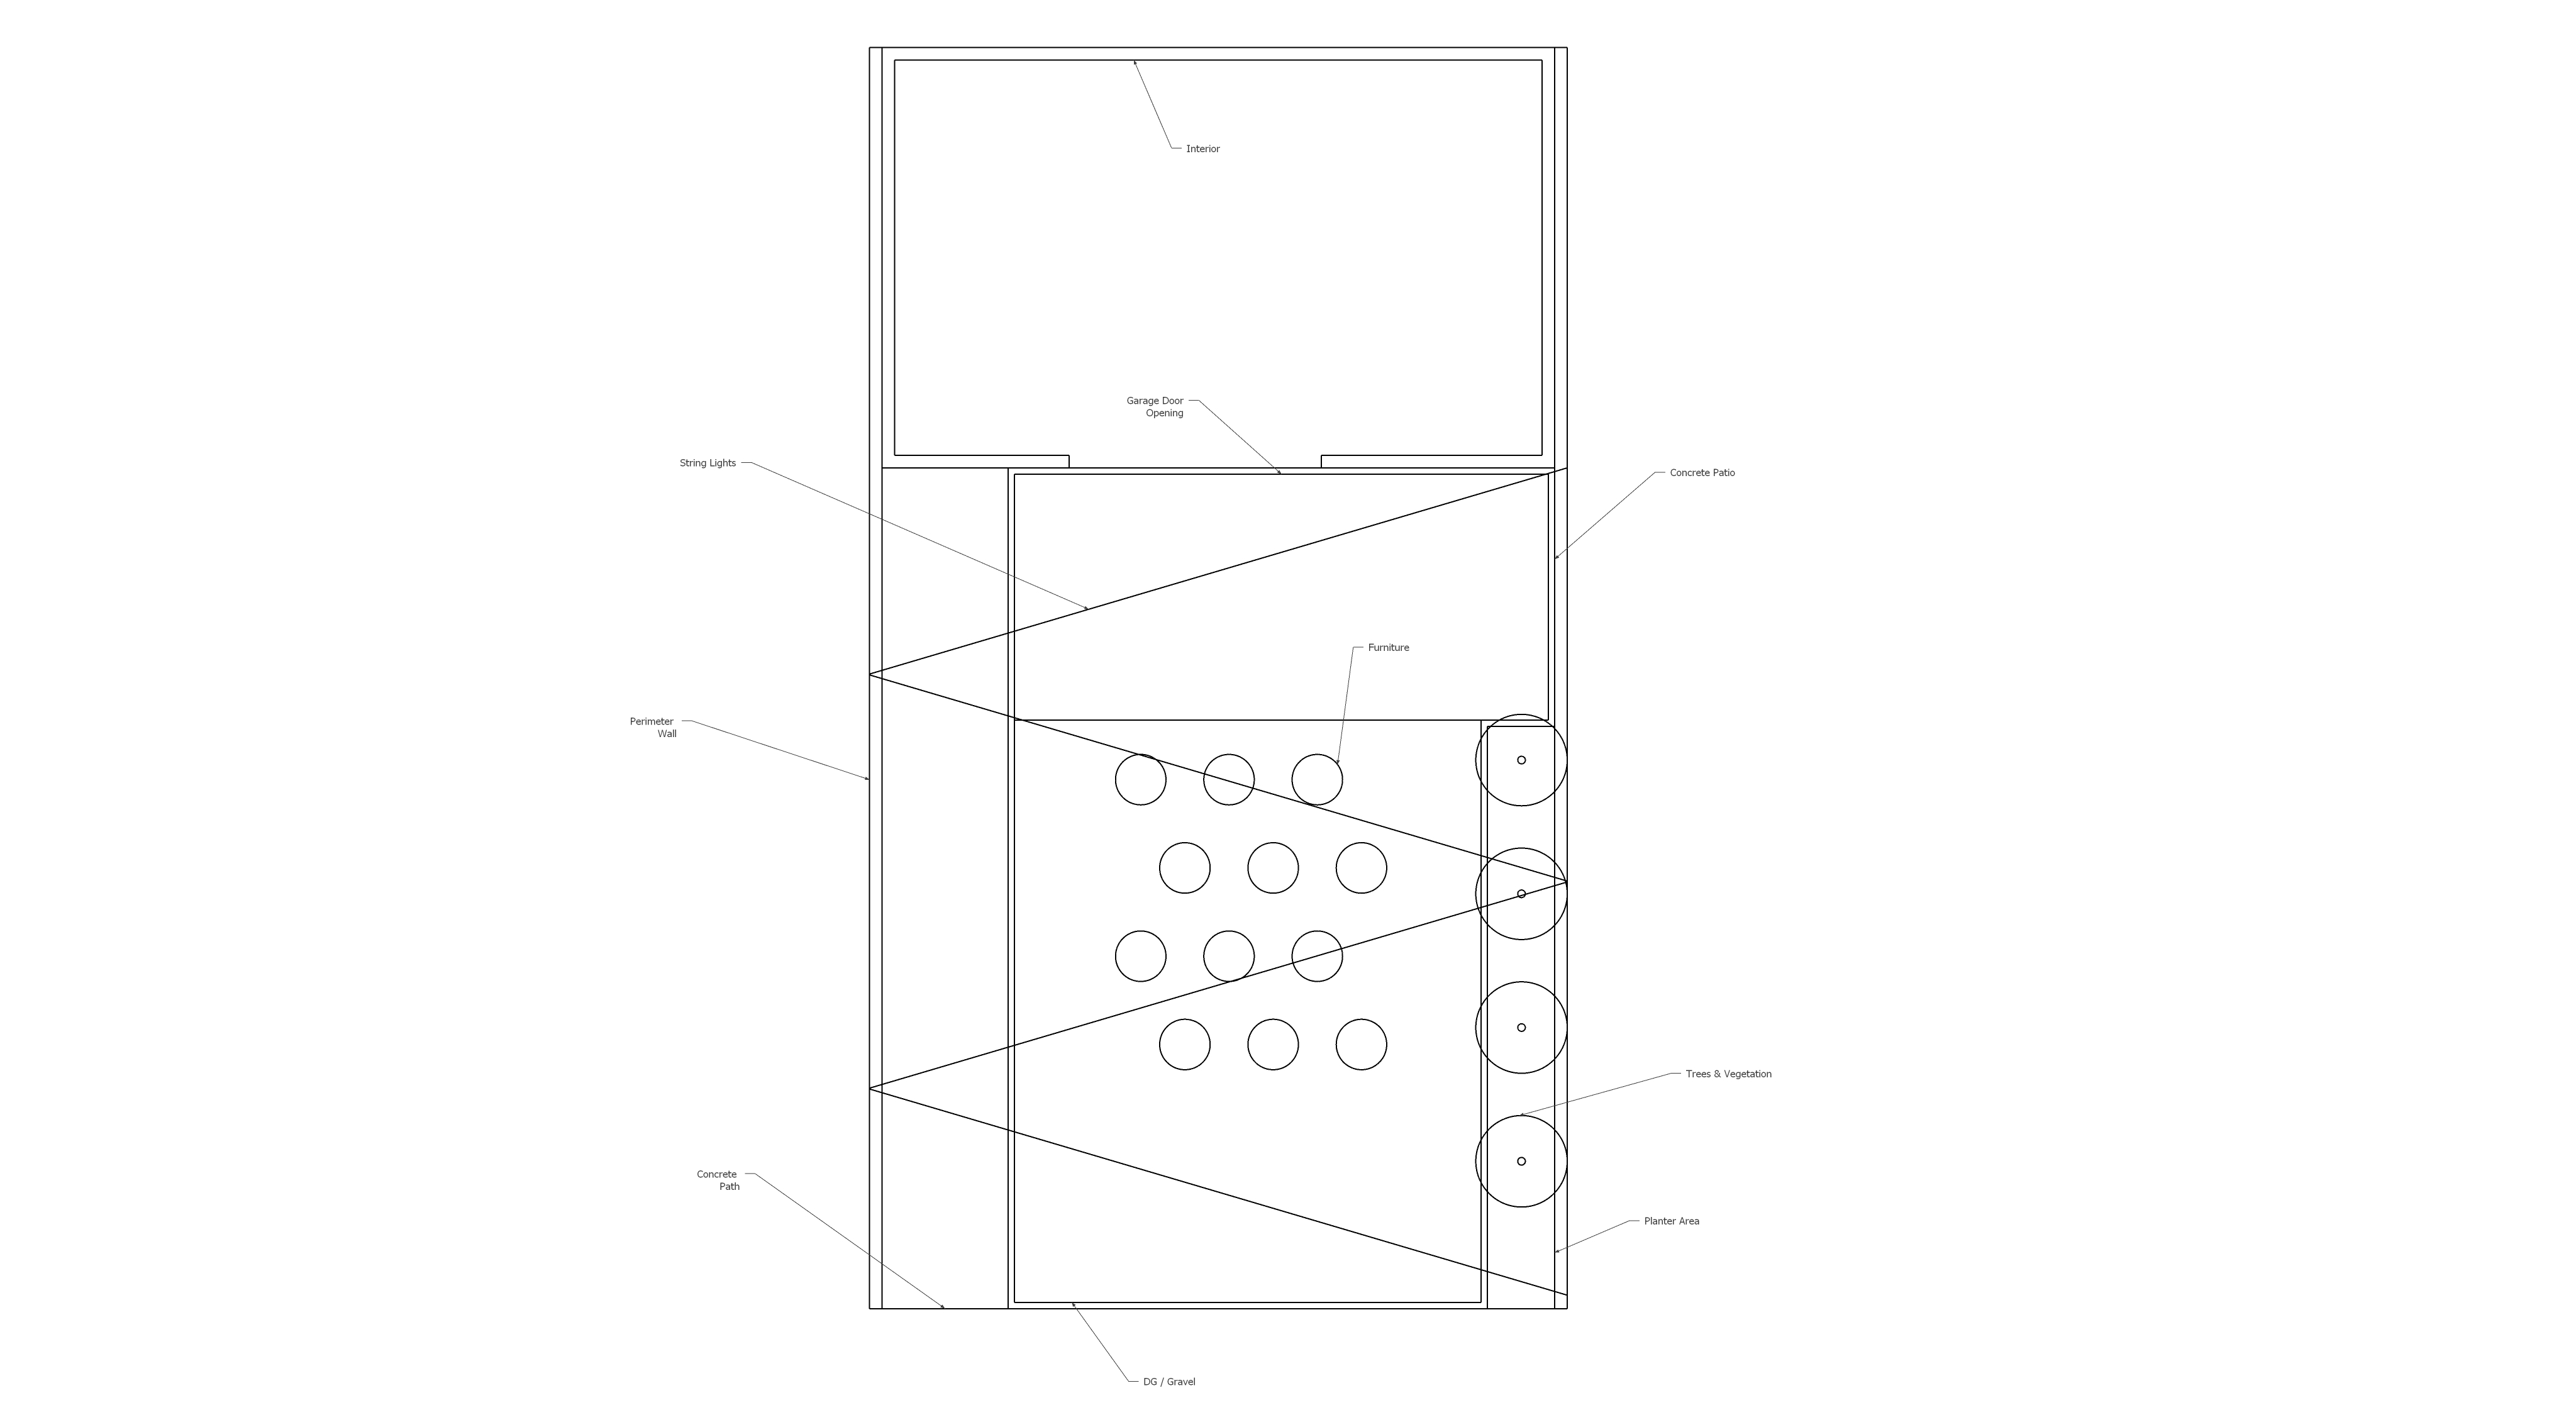 Interior
Garage Door
Opening
String Lights
Concrete Patio
Furniture
Perimeter
Wall
Trees & Vegetation
Concrete
Path
Planter Area
DG / Gravel